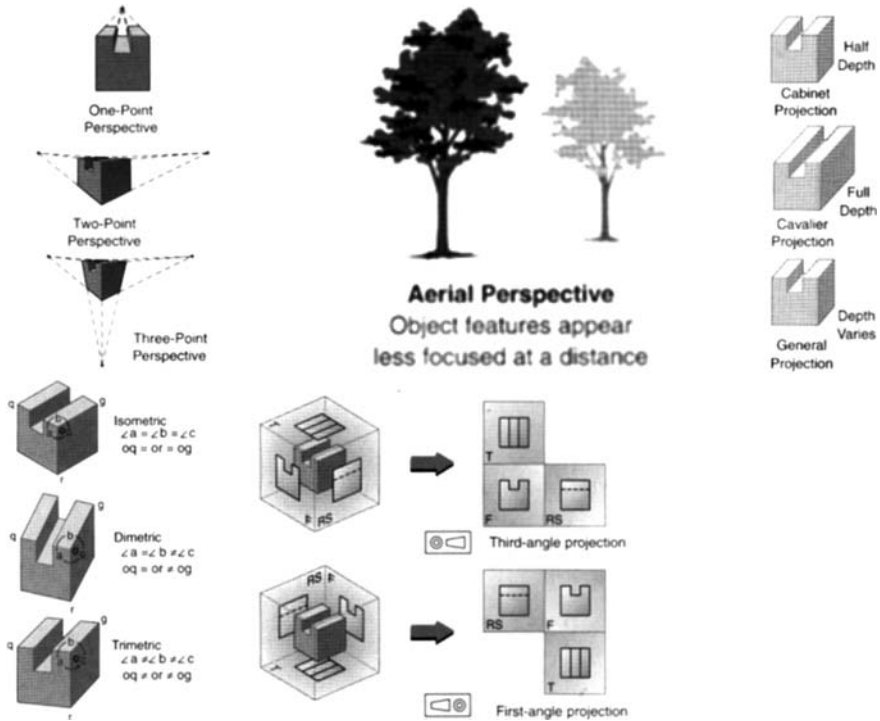 One-Point
Perspective
Two-Point
Perspective
Three-Point
Perspective
Aerial Perspective
Object features appear
less focused at a distance
Half
Depth
Cabinet
Projection
Full
Depth
Cavalier
Projection
Depth
Varies
General
Projection
q
g
b
r
Isometric
∠a = ∠b = ∠c
oq = or = og
q
g
b
a
r
Dimetric
∠a = ∠b ≠ ∠c
oq = or ≠ og
q
g
b
r
Trimetric
∠a ≠ ∠b ≠ ∠c
oq ≠ or ≠ og
T
F
RS
T
F
RS
Third-angle projection
RS
F
T
RS
F
T
First-angle projection